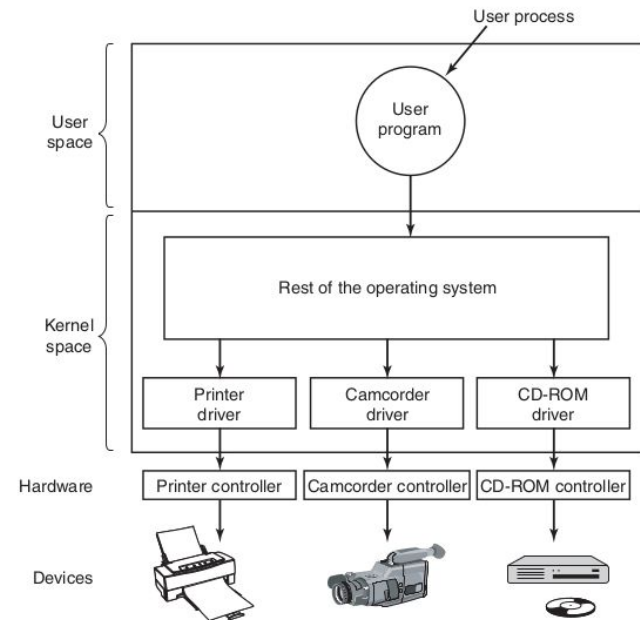 User process
User
program
User
space
Rest of the operating system
Kernel
space
Printer
driver
Camcorder
driver
CD-ROM
driver
Hardware
Printer controller
Camcorder controller
CD-ROM controller
Devices